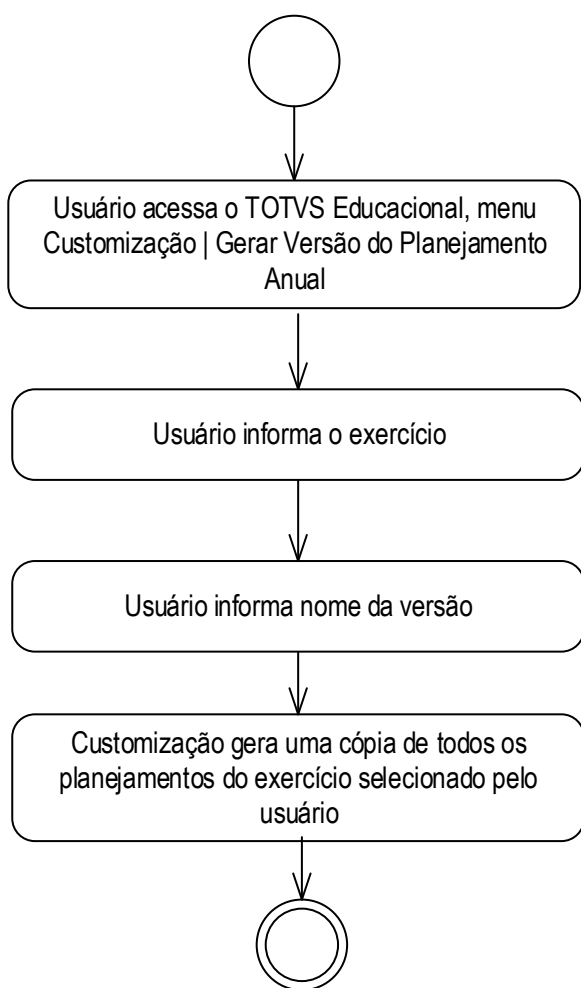 Usuário acessa o TOTVS Educacional, menu
Customização | Gerar Versão do Planejamento
Anual
Usuário informa o exercício
Usuário informa nome da versão
Customização gera uma cópia de todos os
planejamentos do exercício selecionado pelo
usuário